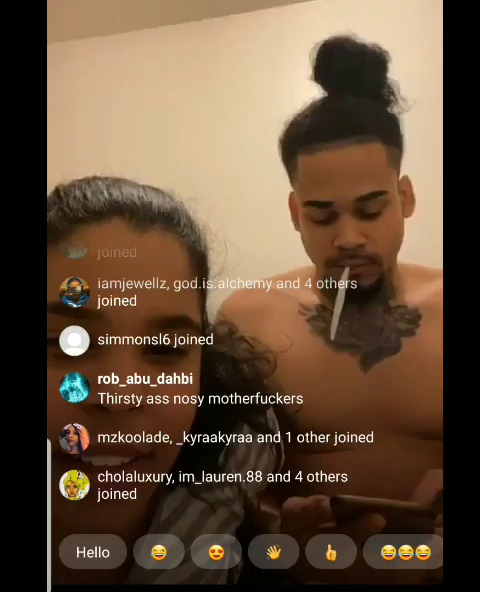 joined
iamjewellz, god.is.alchemy and 4 others
joined
simmonsl6 joined
rob_abu_dahbi
Thirsty ass nosy motherfuckers
mzkoolade, _kyraakyraa and 1 other joined
cholaluxury, im_lauren.88 and 4 others
joined
Hello